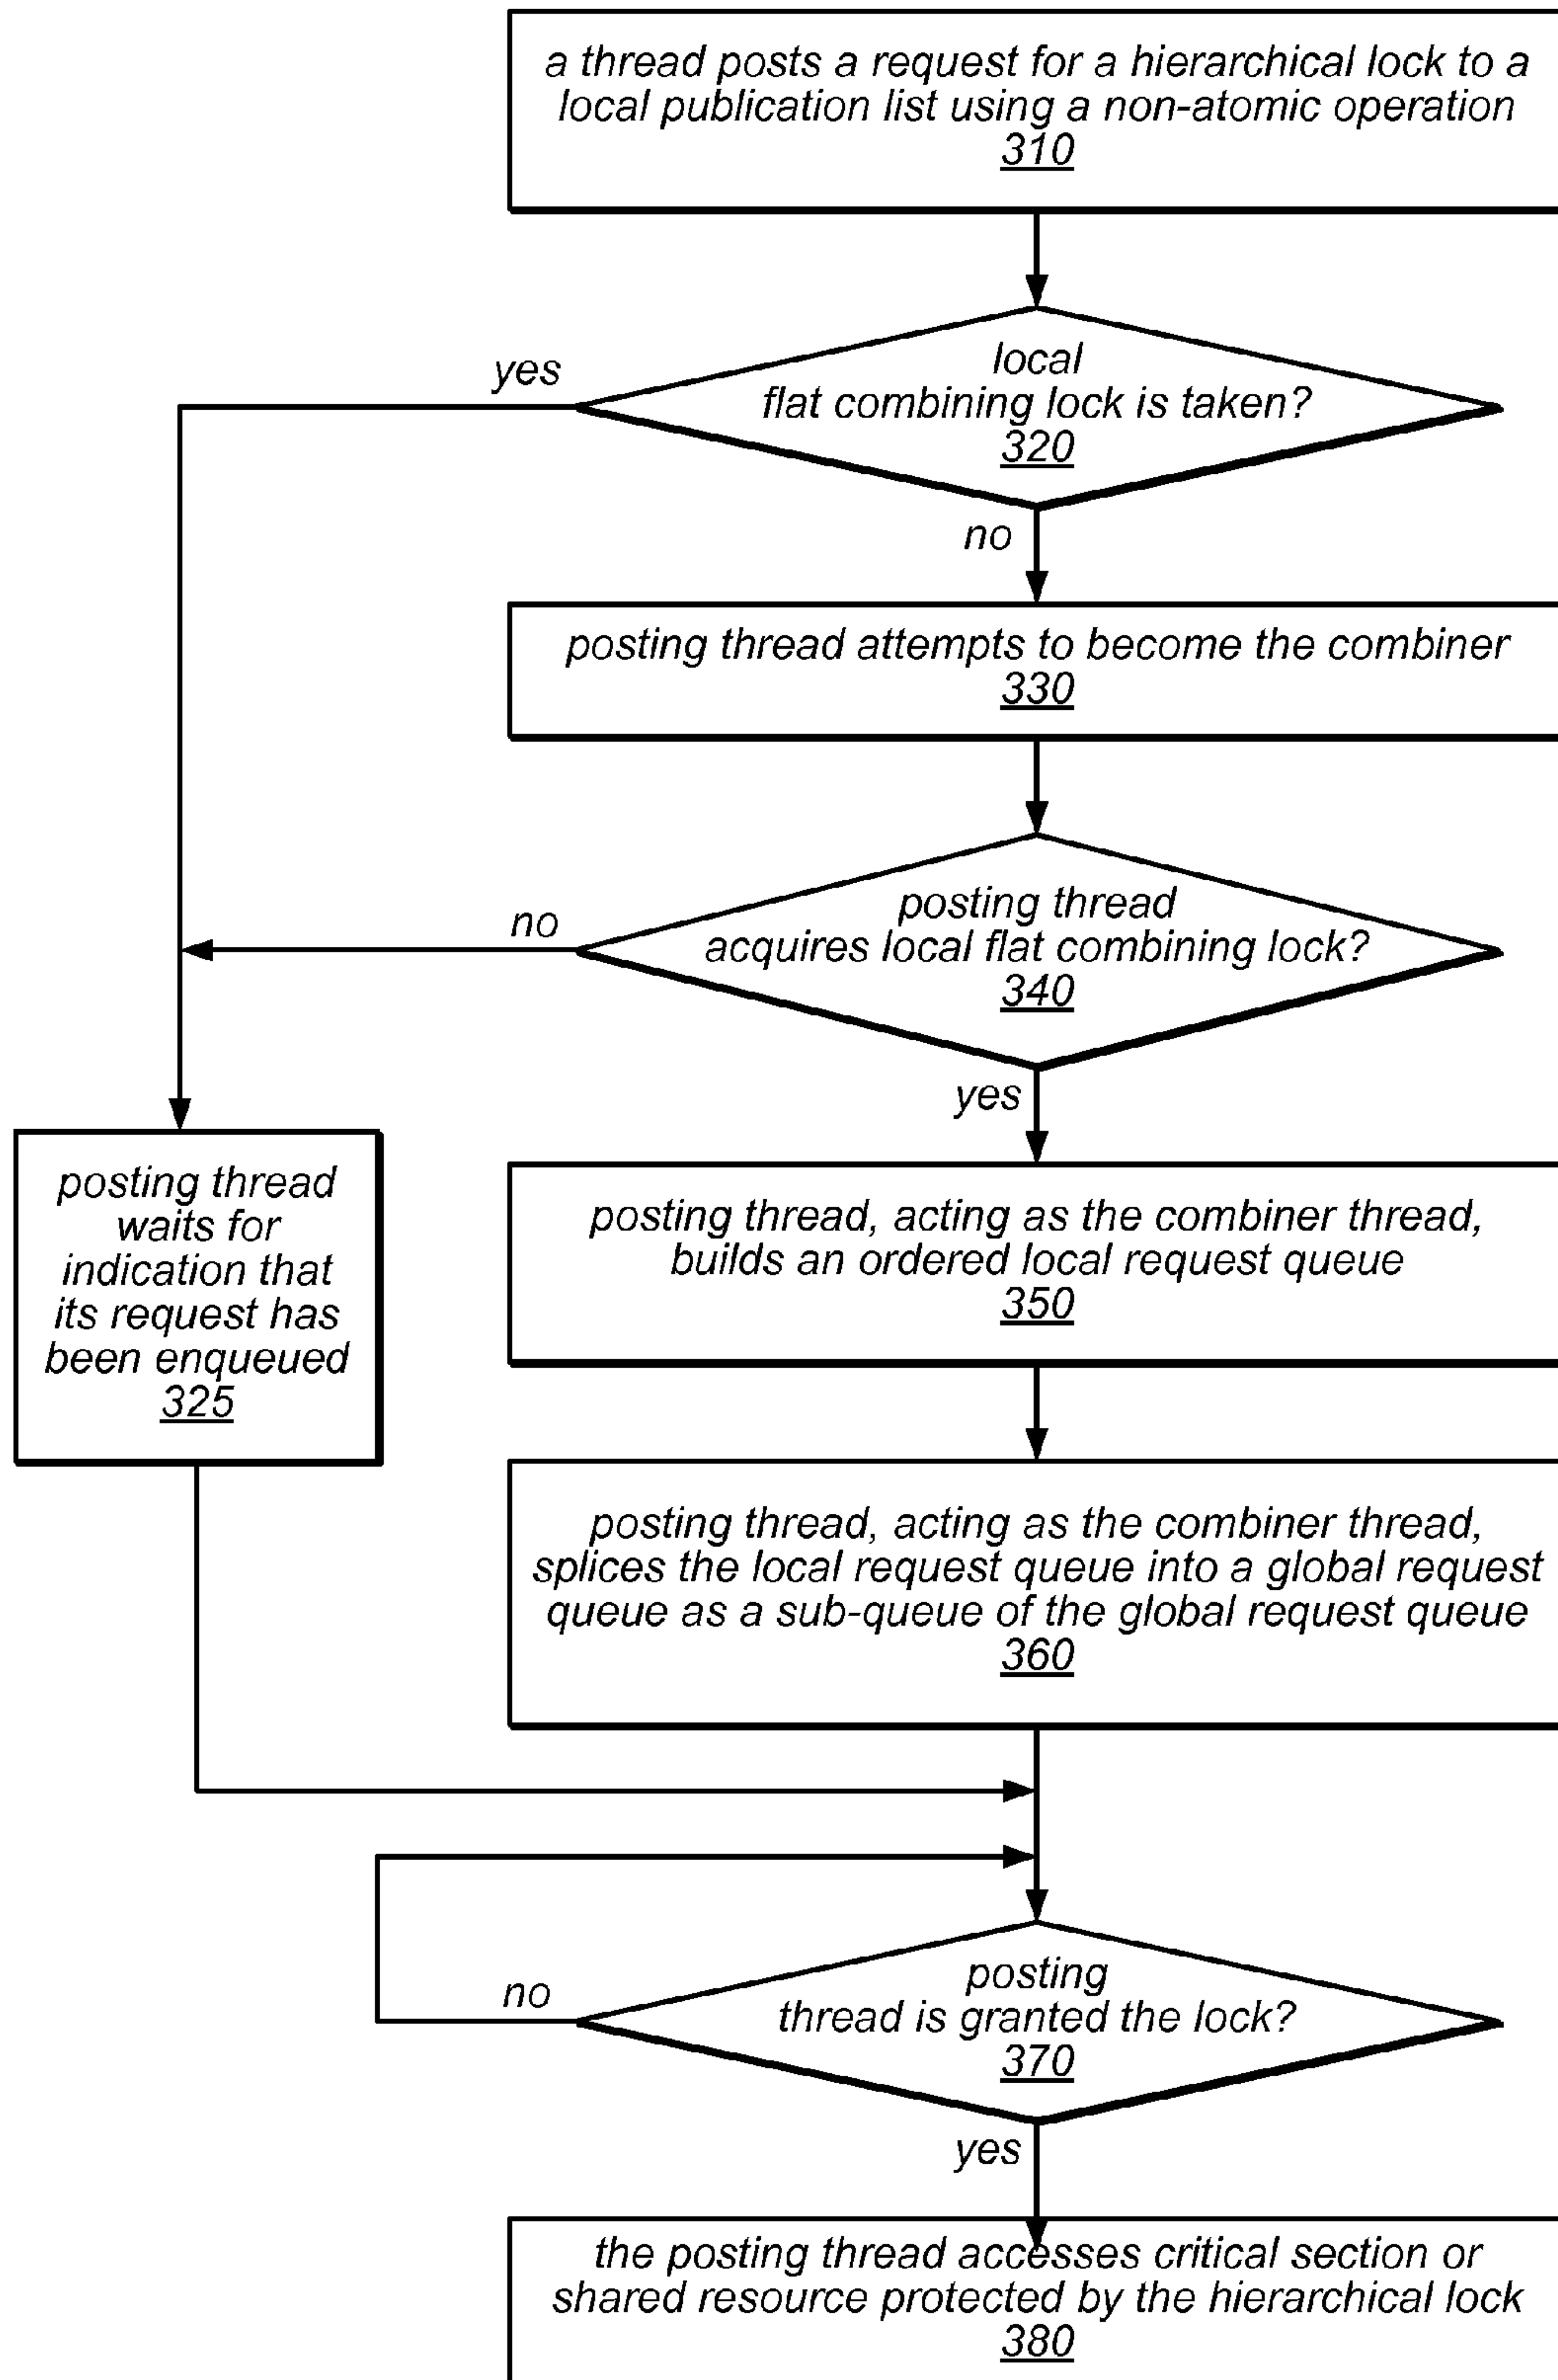 a thread posts a request for a hierarchical lock to a
local publication list using a non-atomic operation
310
local
flat combining lock is taken?
320
yes
no
posting thread attempts to become the combiner
330
posting thread
acquires local flat combining lock?
340
no
yes
posting thread
waits for
indication that
its request has
been enqueued
325
posting thread, acting as the combiner thread,
builds an ordered local request queue
350
posting thread, acting as the combiner thread,
splices the local request queue into a global request
queue as a sub-queue of the global request queue
360
posting
thread is granted the lock?
370
no
yes
the posting thread accesses critical section or
shared resource protected by the hierarchical lock
380